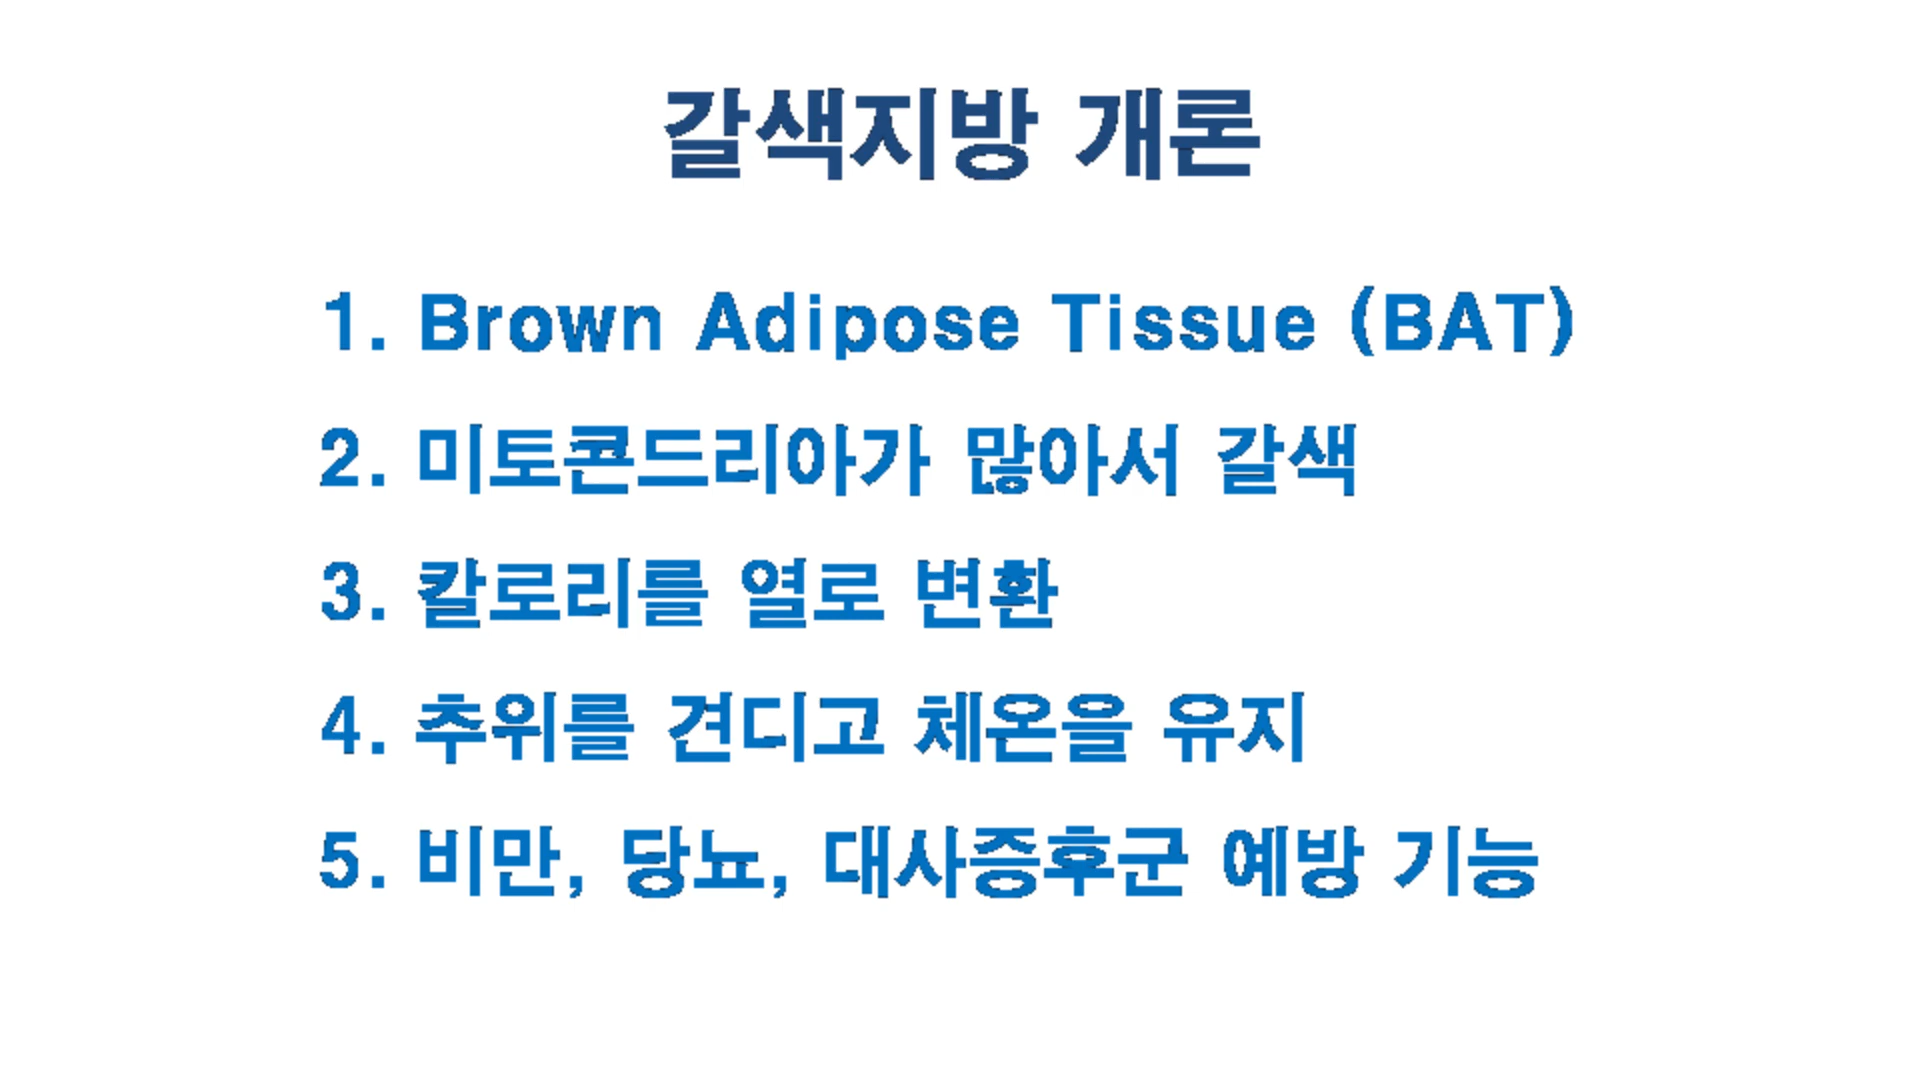 갈색지방 개론
1. Brown Adipose Tissue (BAT)
2. 미토콘드리아가 많아서 갈색
3. 칼로리를 열로 변환
4. 추위를 견디고 체온을 유지
5. 비만, 당뇨, 대사증후군 예방 기능